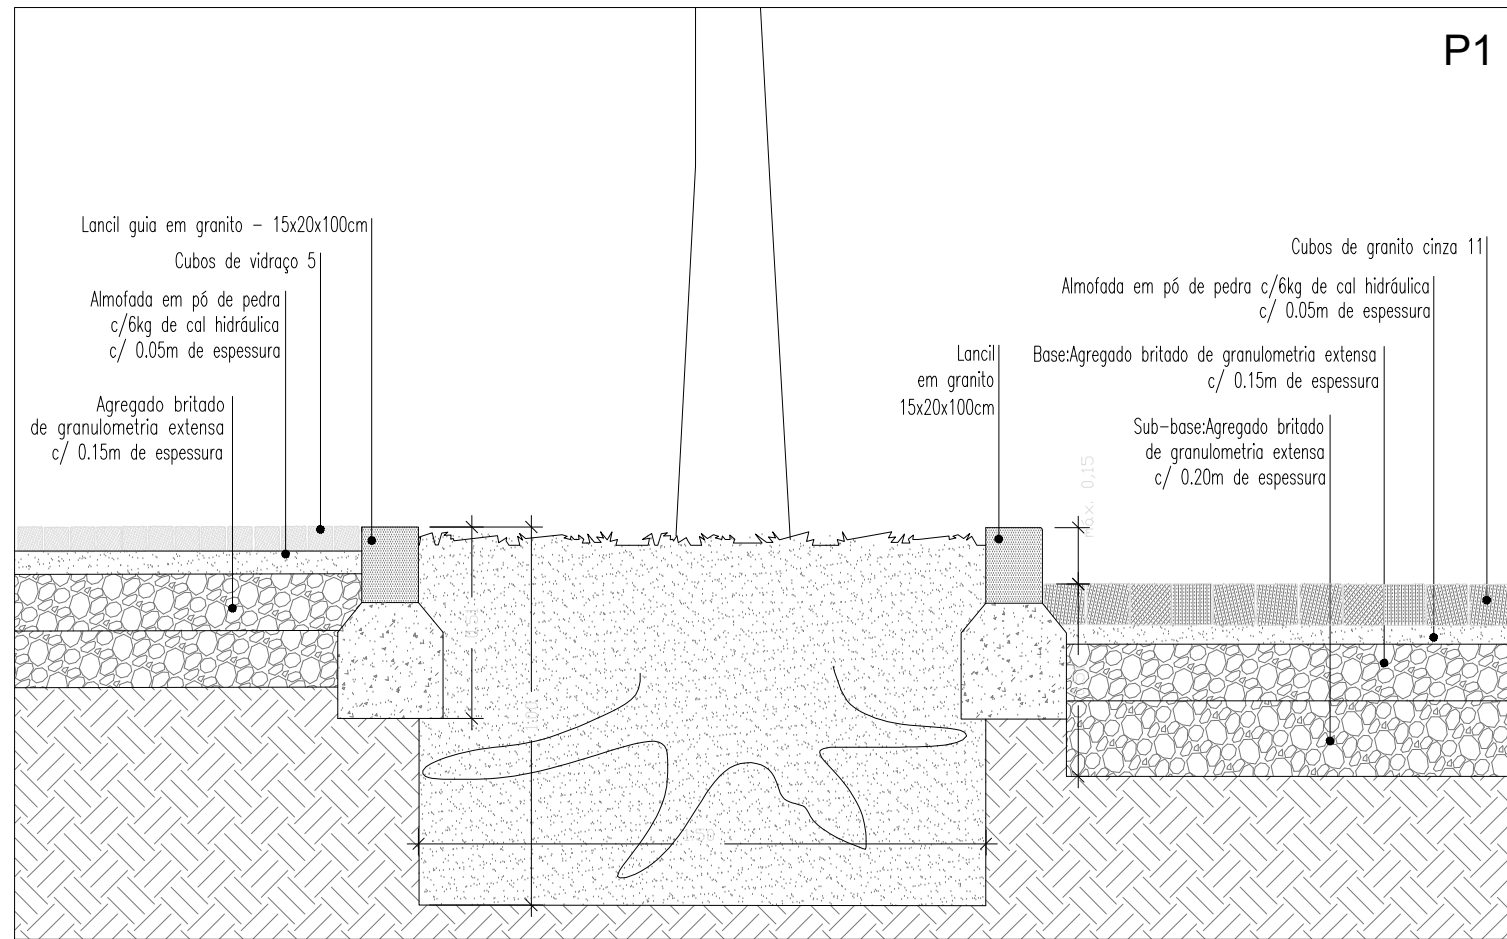 P1
Lancil guia em granito - 15x20x100cm
Cubos de vidraço 5
Almofada em pó de pedra
c/6kg de cal hidráulica
c/ 0.05m de espessura
Agregado britado
de granulometria extensa
c/ 0.15m de espessura
Lancil
em granito
15x20x100cm
Cubos de granito cinza 11
Almofada em pó de pedra c/6kg de cal hidráulica
c/ 0.05m de espessura
Base:Agregado britado de granulometria extensa
c/ 0.15m de espessura
Sub-base:Agregado britado
de granulometria extensa
c/ 0.20m de espessura
0,15